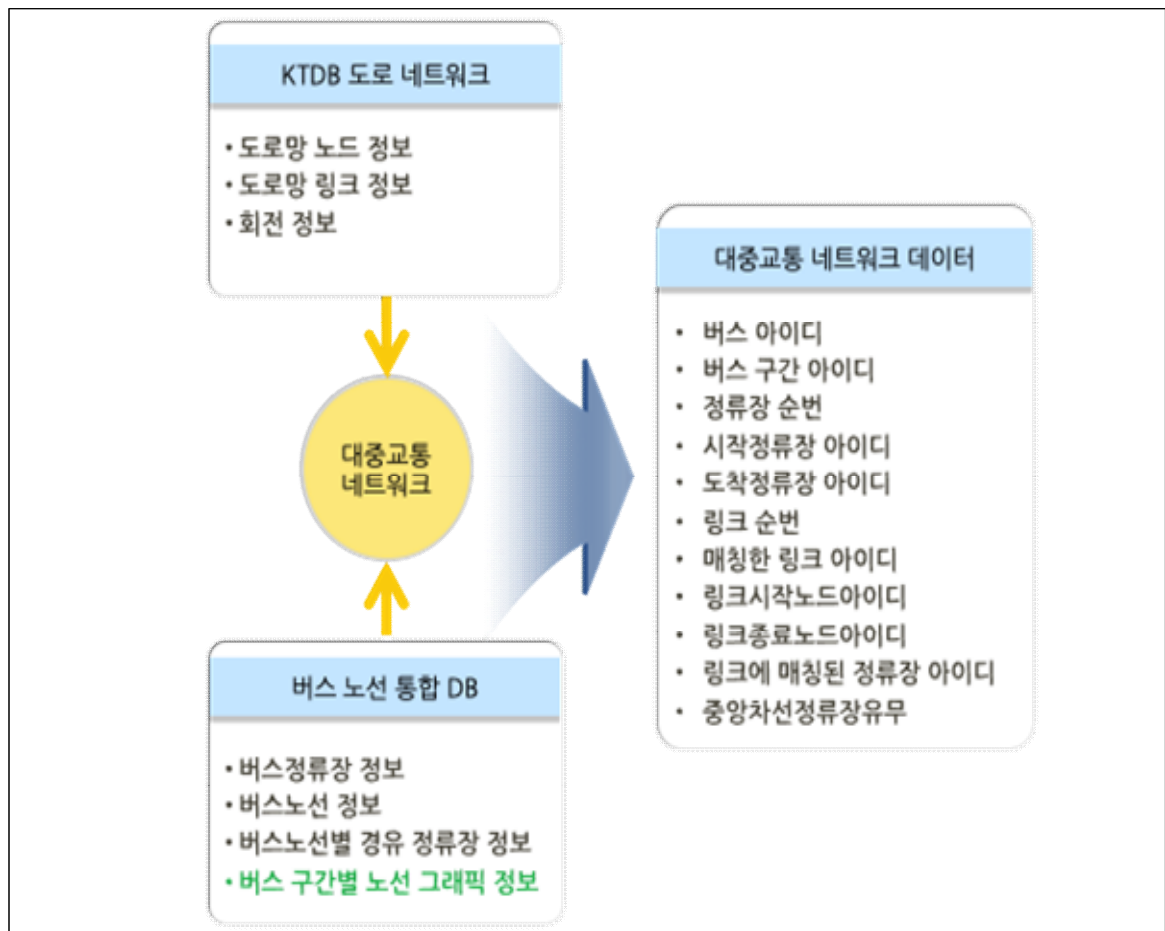 KTDB 도로 네트워크
• 도로망 노드 정보
• 도로망 링크 정보
• 회전 정보
대중교통
네트워크
버스 노선 통합 DB
• 버스정류장 정보
• 버스노선 정보
• 버스노선별 경유 정류장 정보
• 버스 구간별 노선 그래픽 정보
대중교통 네트워크 데이터
• 버스 아이디
• 버스 구간 아이디
• 정류장 순번
• 시작정류장 아이디
• 도착정류장 아이디
• 링크 순번
• 매칭한 링크 아이디
• 링크시작노드아이디
• 링크종료노드아이디
• 링크에 매칭된 정류장 아이디
• 중앙차선정류장유무